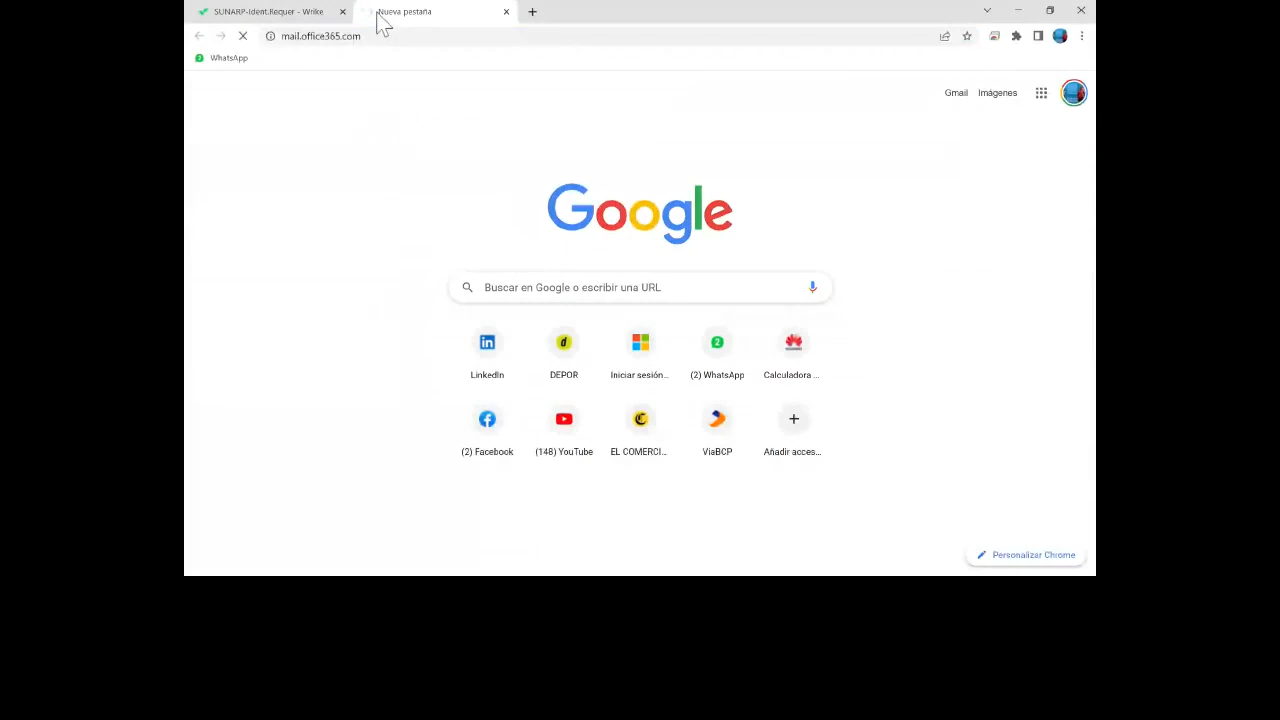 SUNARP-Ident.Requer - Wrike
Nueva pestaña
mail.office365.com
WhatsApp
Gmail Imágenes
Google
Buscar en Google o escribir una URL
LinkedIn DEPOR Iniciar sesión... (2) WhatsApp Calculadora ...
(2) Facebook (148) YouTube EL COMERCI... ViaBCP Añadir acces...
Personalizar Chrome